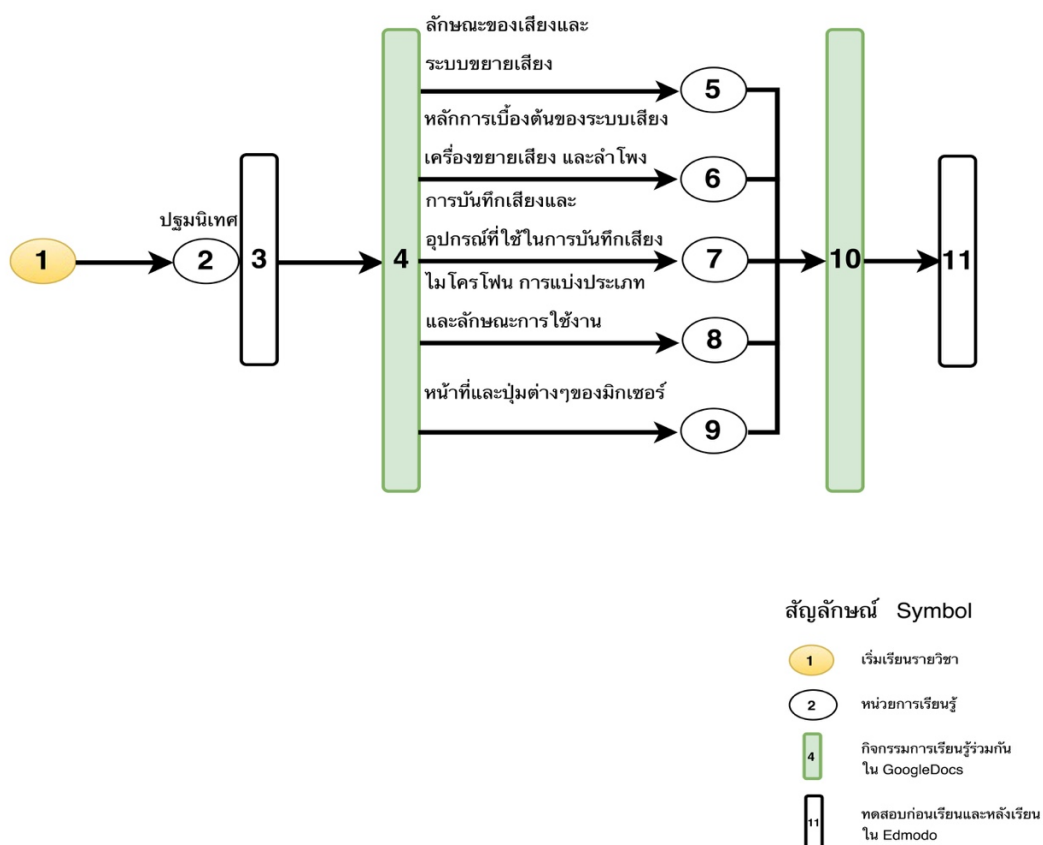 ลักษณะของเสียงและ
ระบบขยายเสียง
5
หลักการเบื้องต้นของระบบเสียง
เครื่องขยายเสียง และลำโพง
6
การบันทึกเสียงและ
ปฐมนิเทศ
อุปกรณ์ที่ใช้ในการบันทึกเสียง
1
2
3
4
7
10
11
ไมโครโฟน การแบ่งประเภท
และลักษณะการใช้งาน
8
หน้าที่และปุ่มต่างๆของมิกเซอร์
9
สัญลักษณ์ Symbol
1 เริ่มเรียนรายวิชา
2 หน่วยการเรียนรู้
4 กิจกรรมการเรียนรู้ร่วมกัน
ใน GoogleDocs
11 ทดสอบก่อนเรียนและหลังเรียน
ใน Edmodo